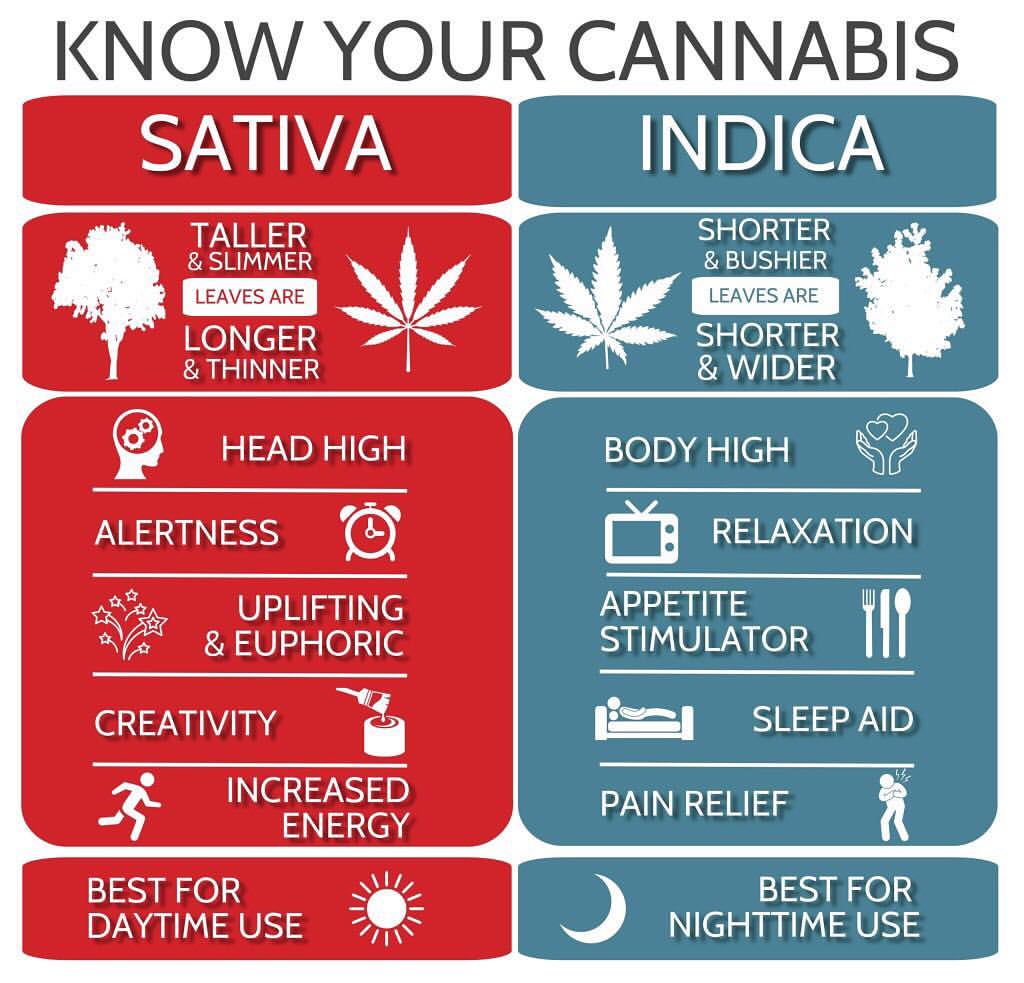 KNOW YOUR CANNABIS
SATIVA
TALLER
& SLIMMER
LEAVES ARE
LONGER
& THINNER
HEAD HIGH
ALERTNESS
UPLIFTING
& EUPHORIC
CREATIVITY
INCREASED
ENERGY
BEST FOR
DAYTIME USE
INDICA
SHORTER
& BUSHIER
LEAVES ARE
SHORTER
& WIDER
BODY HIGH
RELAXATION
APPETITE
STIMULATOR
SLEEP AID
PAIN RELIEF
BEST FOR
NIGHTTIME USE